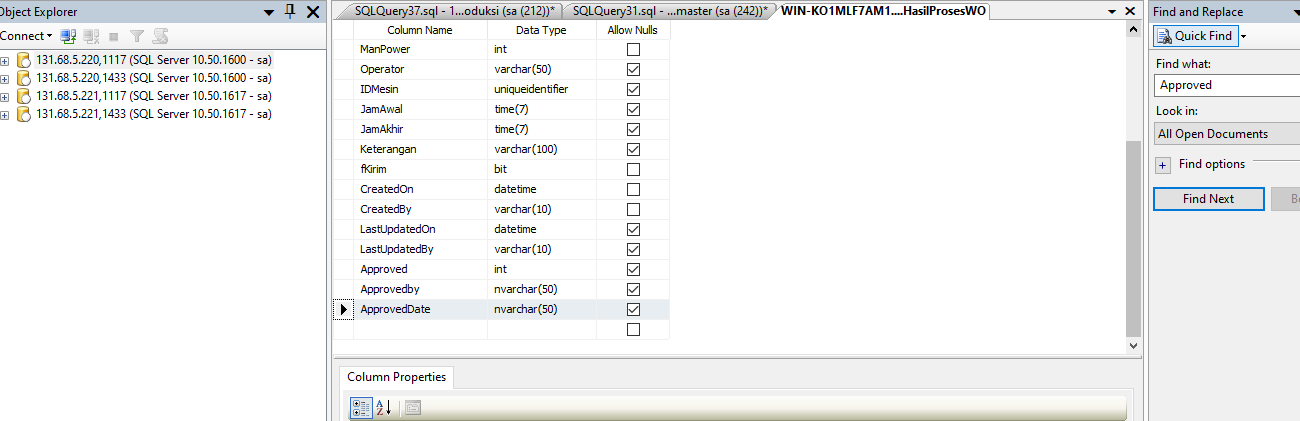 Object Explorer
Connect
131.68.5.220,1117 (SQL Server 10.50.1600 - sa)
131.68.5.220,1433 (SQL Server 10.50.1600 - sa)
131.68.5.221,1117 (SQL Server 10.50.1617 - sa)
131.68.5.221,1433 (SQL Server 10.50.1617 - sa)
SQLQuery37.sql - 1...oduksi (sa (212))* SQLQuery31.sql - ...master (sa (242))* WIN-KO1MLF7AM1....HasilProsesWO
Column Name Data Type Allow Nulls
ManPower int
Operator varchar(50)
IDMesin uniqueidentifier
JamAwal time(7)
JamAkhir time(7)
Keterangan varchar(100)
fKirim bit
CreatedOn datetime
CreatedBy varchar(10)
LastUpdatedOn datetime
LastUpdatedBy varchar(10)
Approved int
Approvedby nvarchar(50)
ApprovedDate nvarchar(50)
Column Properties
Find and Replace
Quick Find
Find what:
Approved
Look in:
All Open Documents
Find options
Find Next